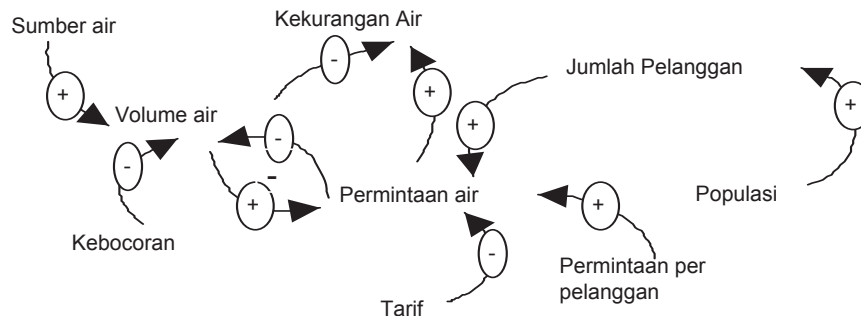 Sumber air
Kekurangan Air
Jumlah Pelanggan
-
+
+
+
+
Volume air
+
-
-
-
+
Permintaan air
Populasi
+
Kebocoran
-
Permintaan per
pelanggan
Tarif